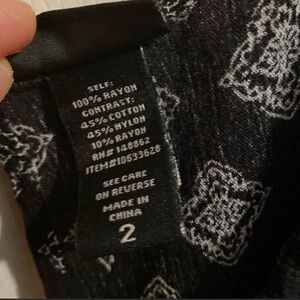 SELF:
100% RAYON
CONTRAST:
45% COTTON
45% NYLON
10% RAYON
RN# 148862
ITEM#10633628
SEE CARE
ON REVERSE
MADE IN
CHINA
2